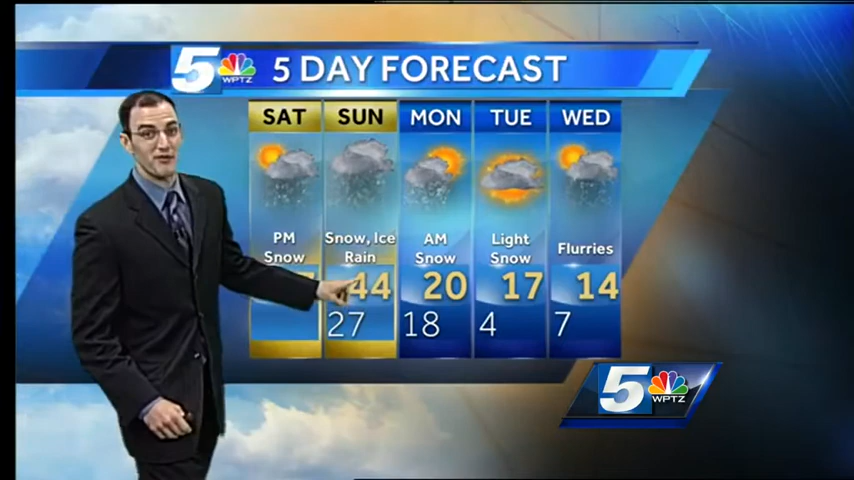 5 WPTZ 5 DAY FORECAST
SAT SUN MON TUE WED
PM Snow
Snow, Ice Rain
AM Snow
Light Snow
Flurries
44 20 17 14
27 18 4 7
5 WPTZ